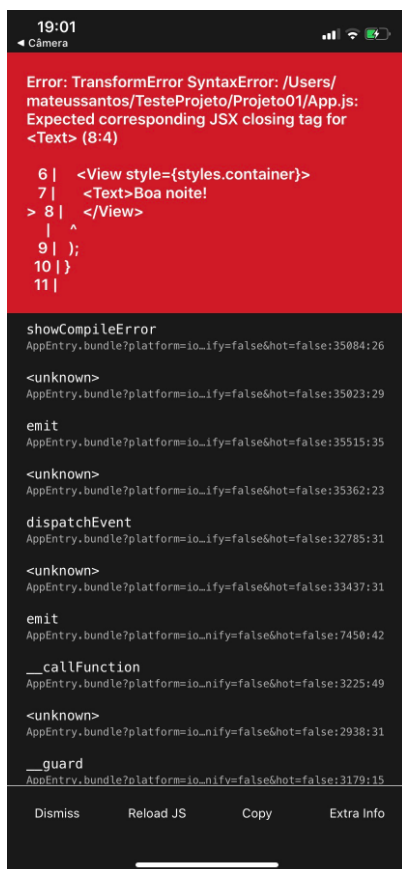 19:01
◀ Câmera
Error: TransformError SyntaxError: /Users/
mateussantos/TesteProjeto/Projeto01/App.js:
Expected corresponding JSX closing tag for
<Text> (8:4)
6 | <View style={styles.container}>
7 | <Text>Boa noite!
> 8 | </View>
| ^
9 | );
10 | }
11 |
showCompileError
AppEntry.bundle?platform=io…ify=false&hot=false:35084:26
<unknown>
AppEntry.bundle?platform=io…ify=false&hot=false:35023:29
emit
AppEntry.bundle?platform=io…ify=false&hot=false:35515:35
<unknown>
AppEntry.bundle?platform=io…ify=false&hot=false:35362:23
dispatchEvent
AppEntry.bundle?platform=io…ify=false&hot=false:32785:31
<unknown>
AppEntry.bundle?platform=io…ify=false&hot=false:33437:31
emit
AppEntry.bundle?platform=io…nify=false&hot=false:7450:42
__callFunction
AppEntry.bundle?platform=io…nify=false&hot=false:3225:49
<unknown>
AppEntry.bundle?platform=io…nify=false&hot=false:2938:31
__guard
AppEntry.bundle?platform=io…nify=false&hot=false:3179:15
Dismiss Reload JS Copy Extra Info